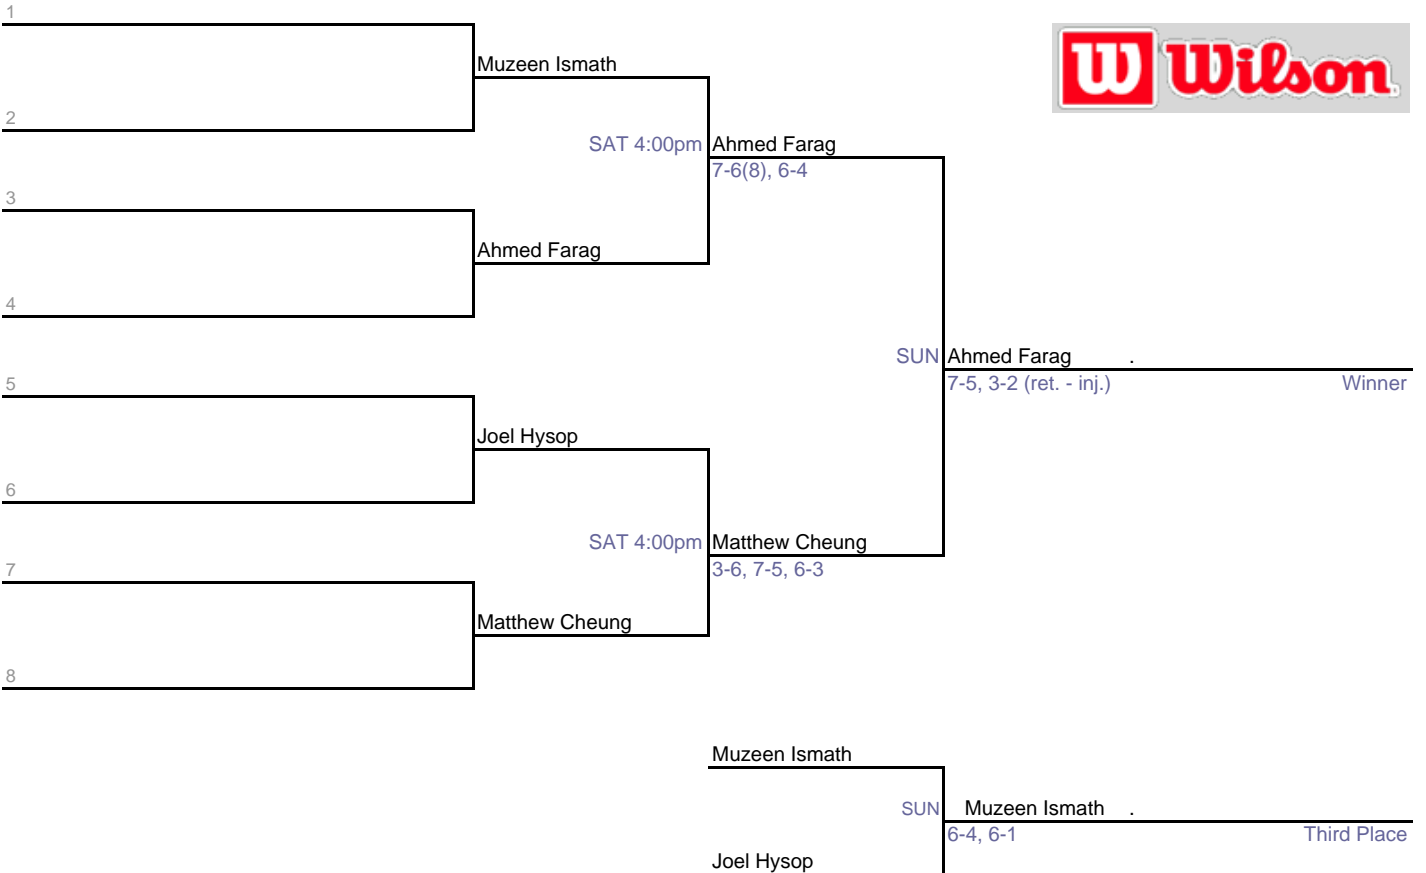 1
W Wilson
Muzeen Ismath
2
SAT 4:00pm Ahmed Farag
7-6(8), 6-4
3
Ahmed Farag
4
SUN Ahmed Farag .
7-5, 3-2 (ret. - inj.) Winner
5
Joel Hysop
6
SAT 4:00pm Matthew Cheung
3-6, 7-5, 6-3
7
Matthew Cheung
8
Muzeen Ismath
SUN Muzeen Ismath .
6-4, 6-1 Third Place
Joel Hysop